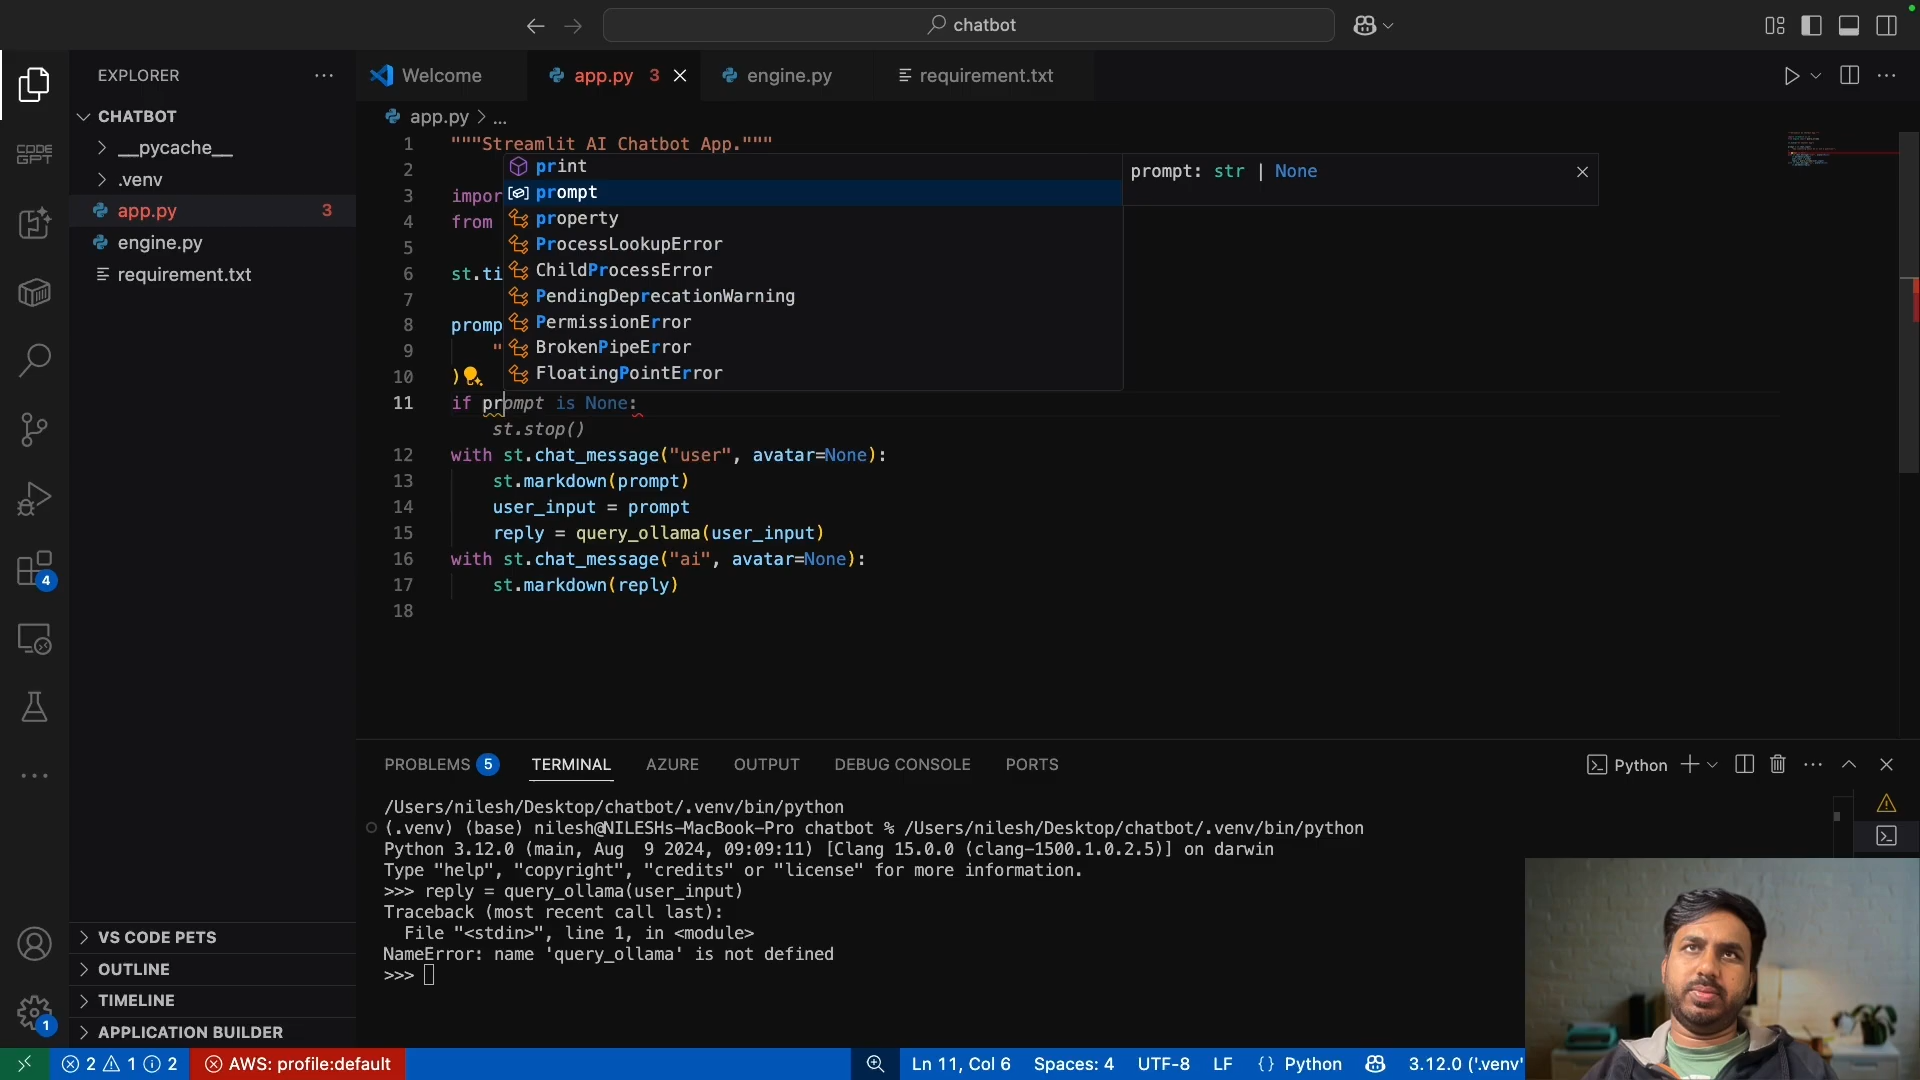 chatbot
EXPLORER
Welcome
app.py 3
engine.py
requirement.txt
CHATBOT
__pycache__
.venv
app.py 3
engine.py
requirement.txt
CODE
GPT
4
1
app.py > ...
1 """Streamlit AI Chatbot App."""
2
3 impor
4 from
5
6 st.ti
7
8 promp
9 "
10 )
11 if prompt is None:
st.stop()
12 with st.chat_message("user", avatar=None):
13 st.markdown(prompt)
14 user_input = prompt
15 reply = query_ollama(user_input)
16 with st.chat_message("ai", avatar=None):
17 st.markdown(reply)
18
print
prompt
property
ProcessLookupError
ChildProcessError
PendingDeprecationWarning
PermissionError
BrokenPipeError
FloatingPointError
prompt: str | None
PROBLEMS 5 TERMINAL AZURE OUTPUT DEBUG CONSOLE PORTS
Python
/Users/nilesh/Desktop/chatbot/.venv/bin/python
(.venv) (base) nilesh@NILESHs-MacBook-Pro chatbot % /Users/nilesh/Desktop/chatbot/.venv/bin/python
Python 3.12.0 (main, Aug  9 2024, 09:09:11) [Clang 15.0.0 (clang-1500.1.0.2.5)] on darwin
Type "help", "copyright", "credits" or "license" for more information.
>>> reply = query_ollama(user_input)
Traceback (most recent call last):
File "<stdin>", line 1, in <module>
NameError: name 'query_ollama' is not defined
>>>
VS CODE PETS
OUTLINE
TIMELINE
APPLICATION BUILDER
2 1 2 AWS: profile:default Ln 11, Col 6 Spaces: 4 UTF-8 LF {} Python 3.12.0 ('.venv'